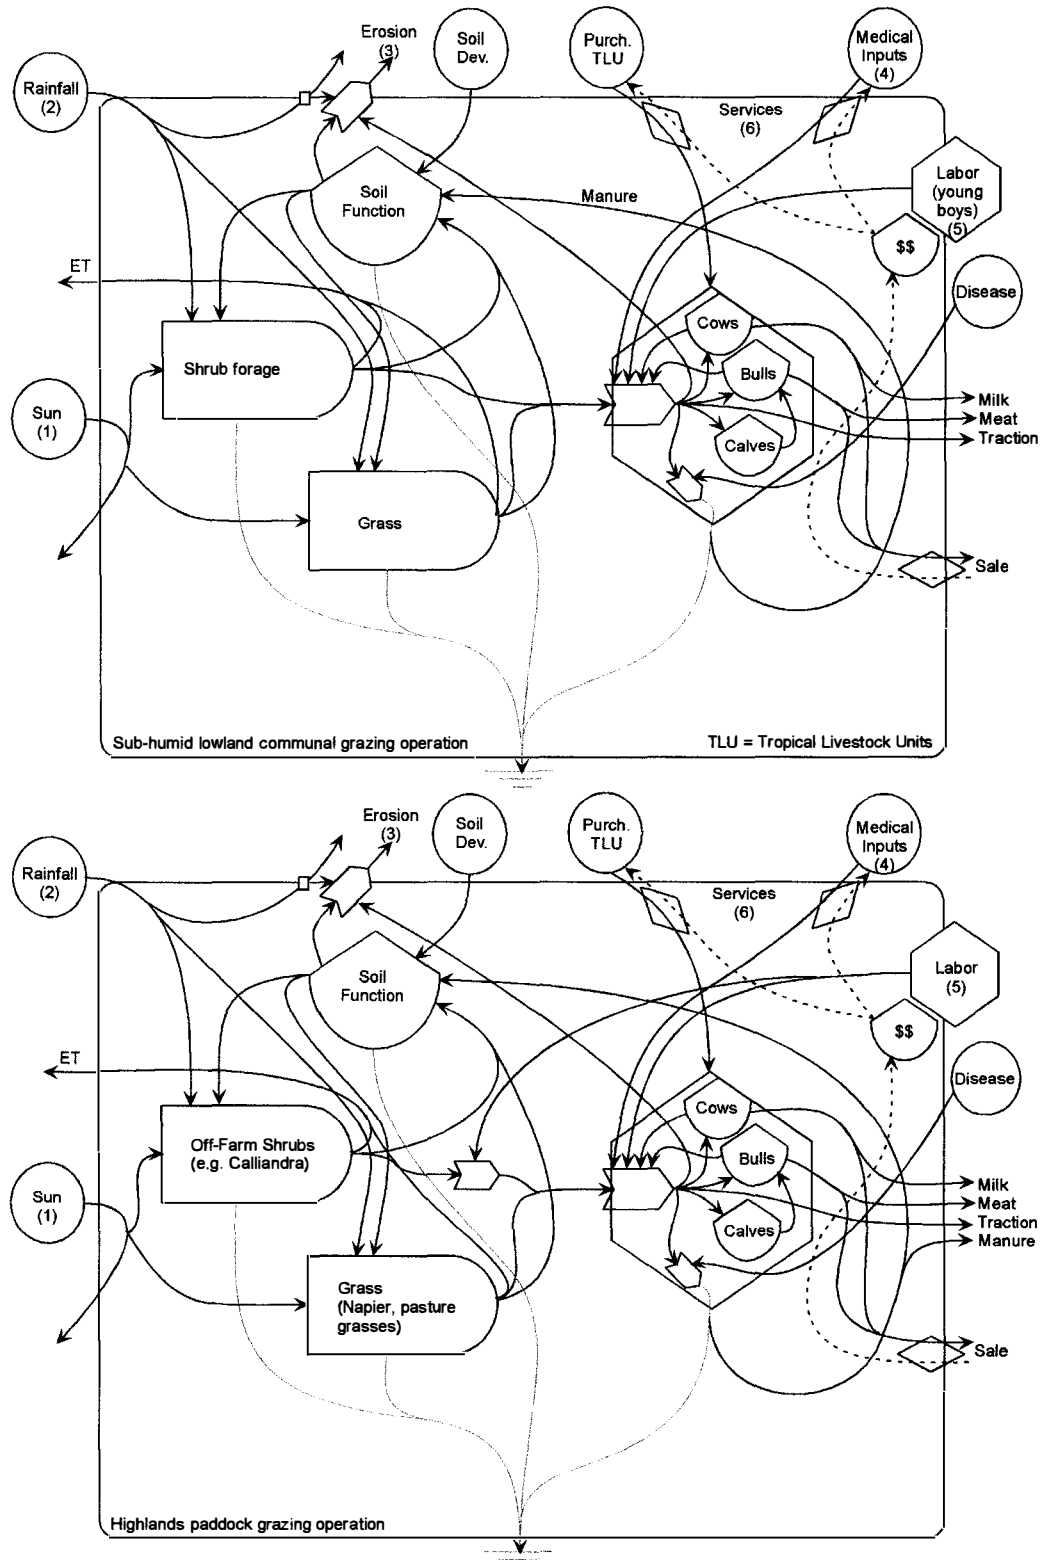 Erosion
(3)
Soil
Dev.
Purch.
TLU
Medical
Inputs
(4)
Rainfall
(2)
Services
(6)
Labor
(young
boys)
(5)
Soil
Function
Manure
$$
ET
Disease
Cows
Shrub forage
Bulls
Sun
(1)
Milk
Meat
Traction
Calves
Grass
Sale
Sub-humid lowland communal grazing operation
TLU = Tropical Livestock Units
Erosion
(3)
Soil
Dev.
Purch.
TLU
Medical
Inputs
(4)
Rainfall
(2)
Services
(6)
Labor
(5)
Soil
Function
$$
ET
Disease
Cows
Off-Farm Shrubs
(e.g. Calliandra)
Bulls
Sun
(1)
Milk
Meat
Traction
Manure
Calves
Grass
(Napier, pasture
grasses)
Sale
Highlands paddock grazing operation